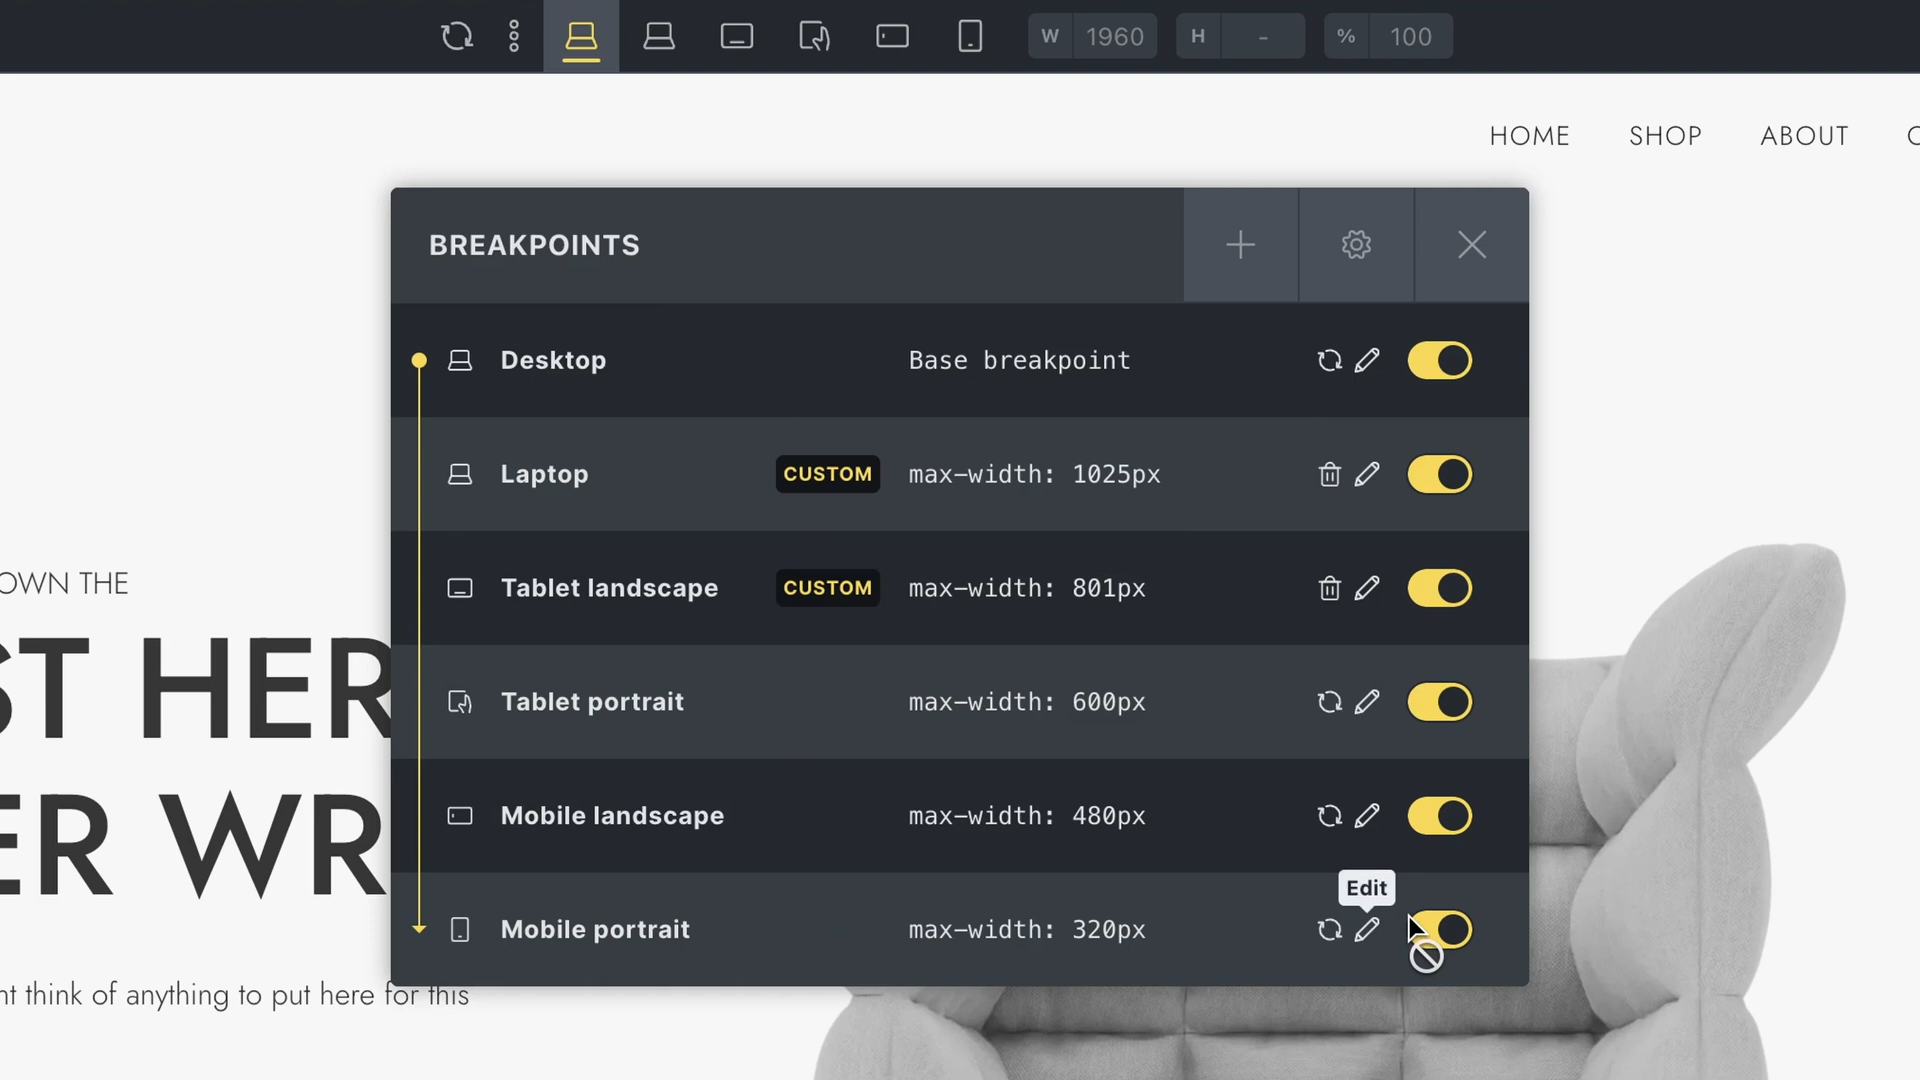 W 1960 H - % 100
HOME SHOP ABOUT
BREAKPOINTS
Desktop Base breakpoint
Laptop CUSTOM max-width: 1025px
OWN THE
Tablet landscape CUSTOM max-width: 801px
ST HER
Tablet portrait max-width: 600px
Mobile landscape max-width: 480px
ER WR
Edit
Mobile portrait max-width: 320px
nt think of anything to put here for this